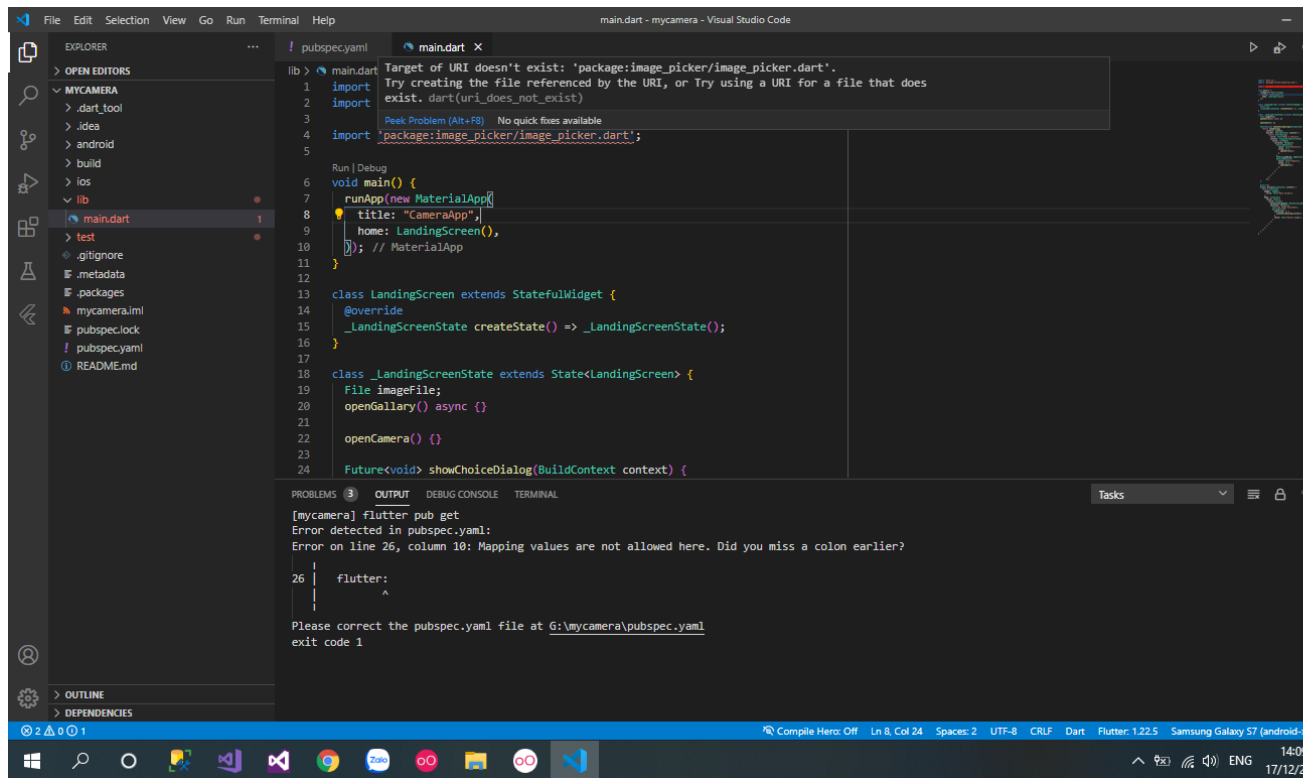 File Edit Selection View Go Run Terminal Help main.dart - mycamera - Visual Studio Code
EXPLORER
OPEN EDITORS
MYCAMERA
.dart_tool
.idea
android
build
ios
lib
main.dart 1
test
.gitignore
.metadata
.packages
mycamera.iml
pubspec.lock
! pubspec.yaml
README.md
OUTLINE
DEPENDENCIES
! pubspec.yaml main.dart
lib > main.dart
Target of URI doesn't exist: 'package:image_picker/image_picker.dart'.
Try creating the file referenced by the URI, or Try using a URI for a file that does
exist. dart(uri_does_not_exist)
Peek Problem (Alt+F8) No quick fixes available
1 import
2 import
3
4 import 'package:image_picker/image_picker.dart';
5
Run | Debug
6 void main() {
7 runApp(new MaterialApp(
8 title: "CameraApp",
9 home: LandingScreen(),
10 )); // MaterialApp
11 }
12
13 class LandingScreen extends StatefulWidget {
14 @override
15 _LandingScreenState createState() => _LandingScreenState();
16 }
17
18 class _LandingScreenState extends State<LandingScreen> {
19 File imageFile;
20 openGallary() async {}
21
22 openCamera() {}
23
24 Future<void> showChoiceDialog(BuildContext context) {
PROBLEMS 3 OUTPUT DEBUG CONSOLE TERMINAL Tasks
[mycamera] flutter pub get
Error detected in pubspec.yaml:
Error on line 26, column 10: Mapping values are not allowed here. Did you miss a colon earlier?
26 | flutter:
^
Please correct the pubspec.yaml file at G:\mycamera\pubspec.yaml
exit code 1
2 0 1 Compile Hero: Off Ln 8, Col 24 Spaces: 2 UTF-8 CRLF Dart Flutter: 1.22.5 Samsung Galaxy S7 (android-
Zalo
ENG
14:09
17/12/2